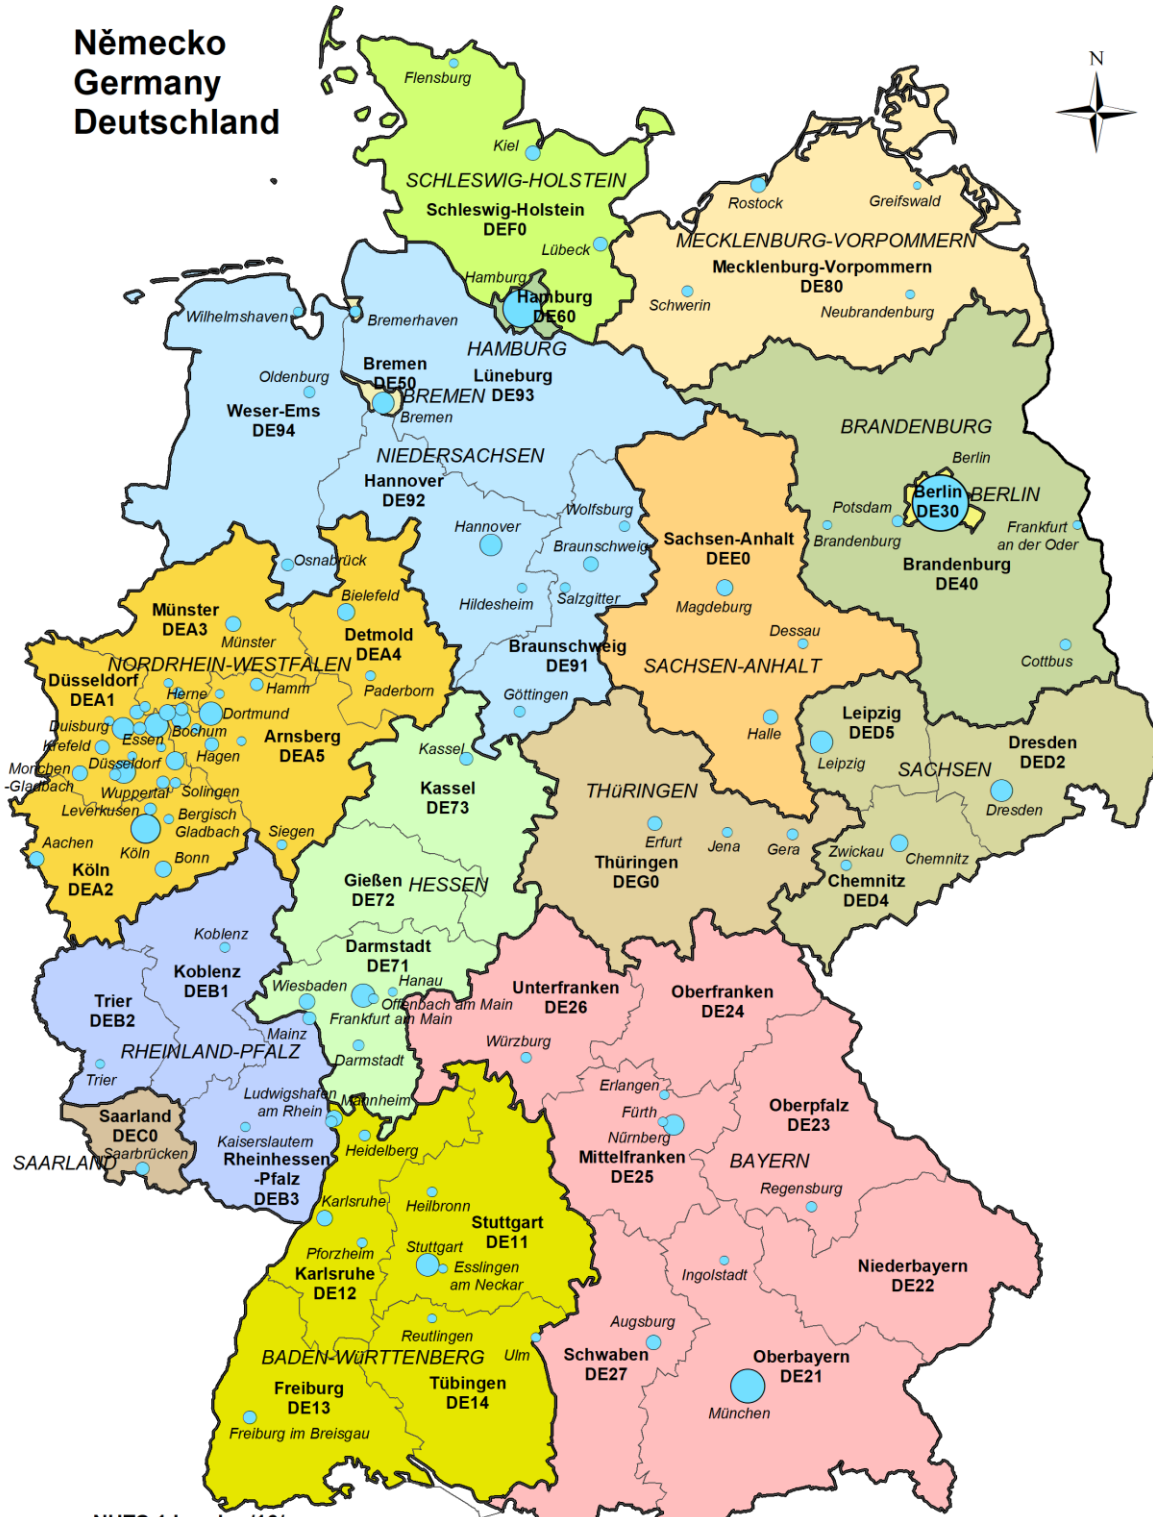 Německo
Germany
Deutschland
N
Flensburg
Kiel
SCHLESWIG-HOLSTEIN
Schleswig-Holstein
DEF0
Lübeck
Rostock
Greifswald
MECKLENBURG-VORPOMMERN
Mecklenburg-Vorpommern
DE80
Schwerin
Neubrandenburg
Hamburg
Hamburg
DE60
HAMBURG
Wilhelmshaven
Bremerhaven
Bremen
DE50
BREMEN
Bremen
Lüneburg
DE93
Oldenburg
Weser-Ems
DE94
NIEDERSACHSEN
Hannover
DE92
Hannover
Wolfsburg
Braunschweig
Osnabrück
Hildesheim
Salzgitter
Braunschweig
DE91
Göttingen
BRANDENBURG
Berlin
Berlin
DE30
BERLIN
Potsdam
Brandenburg
Frankfurt
an der Oder
Brandenburg
DE40
Cottbus
Sachsen-Anhalt
DEE0
Magdeburg
Dessau
SACHSEN-ANHALT
Halle
Münster
DEA3
Münster
Bielefeld
Detmold
DEA4
Paderborn
NORDRHEIN-WESTFALEN
Düsseldorf
DEA1
Herne
Hamm
Duisburg
Dortmund
Essen
Bochum
Krefeld
Hagen
Arnsberg
DEA5
Düsseldorf
Monchen
-Gladbach
Wuppertal
Solingen
Leverkusen
Bergisch
Gladbach
Köln
Aachen
Bonn
Siegen
Köln
DEA2
Kassel
Kassel
DE73
Gießen
DE72
HESSEN
Darmstadt
DE71
Wiesbaden
Hanau
Offenbach am Main
Frankfurt am Main
Darmstadt
THüRINGEN
Erfurt
Jena
Gera
Thüringen
DEG0
Leipzig
DED5
Leipzig
SACHSEN
Dresden
DED2
Dresden
Zwickau
Chemnitz
Chemnitz
DED4
Koblenz
Koblenz
DEB1
Trier
DEB2
Mainz
RHEINLAND-PFALZ
Trier
Ludwigshafen
am Rhein
Mannheim
Kaiserslautern
Rheinhessen
-Pfalz
DEB3
Saarland
DEC0
Saarbrücken
SAARLAND
Heidelberg
Karlsruhe
Heilbronn
Pforzheim
Karlsruhe
DE12
Stuttgart
DE11
Stuttgart
Esslingen
am Neckar
Reutlingen
Ulm
BADEN-WüRTTENBERG
Freiburg
DE13
Tübingen
DE14
Freiburg im Breisgau
Unterfranken
DE26
Oberfranken
DE24
Würzburg
Erlangen
Fürth
Nürnberg
Mittelfranken
DE25
Oberpfalz
DE23
BAYERN
Regensburg
Niederbayern
DE22
Ingolstadt
Augsburg
Schwaben
DE27
Oberbayern
DE21
München